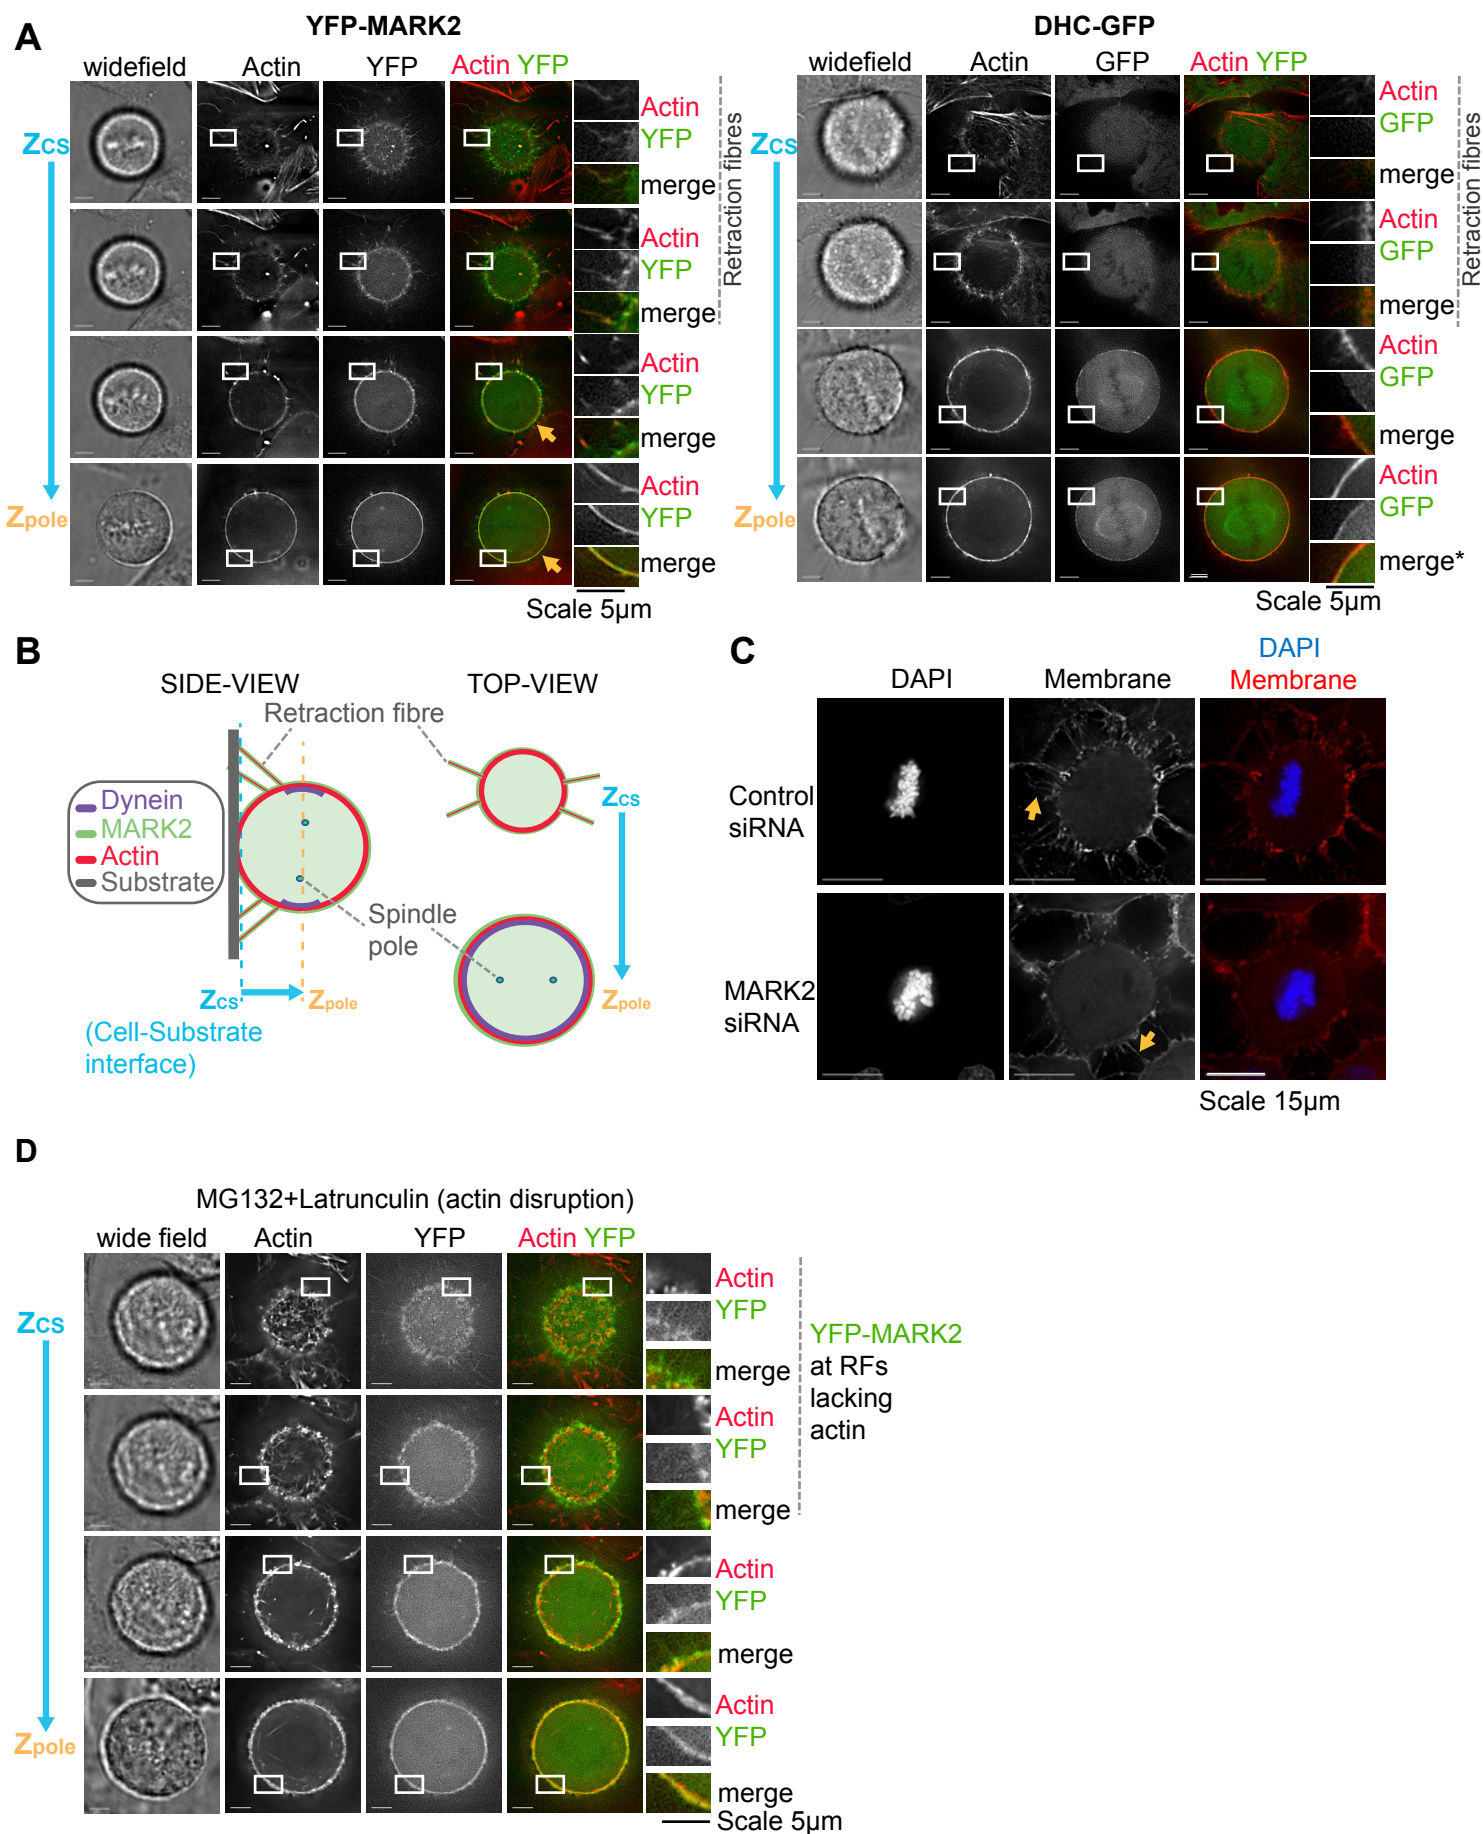 A
YFP-MARK2
widefield
Actin
YFP
Actin YFP
Zcs
Zpole
Actin
YFP
merge
Actin
YFP
merge
Actin
YFP
merge
Actin
YFP
merge
Retraction fibres
Scale 5µm
DHC-GFP
widefield
Actin
GFP
Actin YFP
Zcs
Zpole
Actin
GFP
merge
Actin
GFP
merge
Actin
GFP
merge
Actin
GFP
merge*
Retraction fibres
Scale 5µm
B
SIDE-VIEW
TOP-VIEW
Retraction fibre
Dynein
MARK2
Actin
Substrate
Spindle
pole
Zcs
Zpole
(Cell-Substrate
interface)
Zcs
Zpole
C
DAPI
Membrane
DAPI
Membrane
Control
siRNA
MARK2
siRNA
Scale 15µm
D
MG132+Latrunculin (actin disruption)
wide field
Actin
YFP
Actin YFP
Zcs
Zpole
Actin
YFP
merge
Actin
YFP
merge
Actin
YFP
merge
Actin
YFP
merge
YFP-MARK2
at RFs
lacking
actin
Scale 5µm